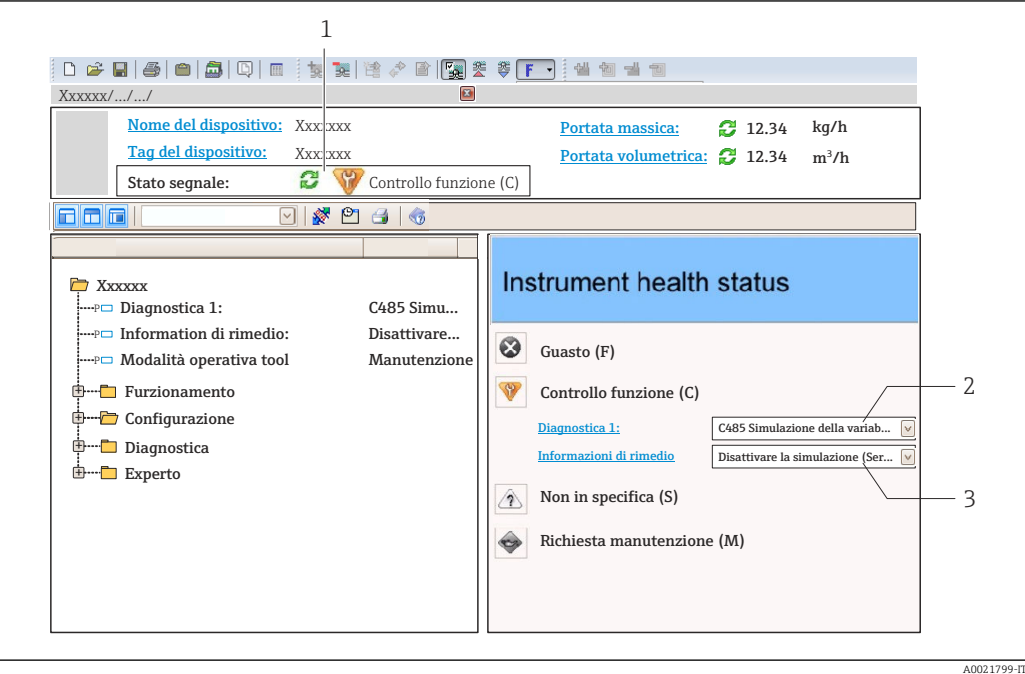 1
F
Xxxxxx/.../.../
Nome del dispositivo: Xxxxxxx
Portata massica: 12.34 kg/h
Tag del dispositivo: Xxxxxxx
Portata volumetrica: 12.34 m³/h
Stato segnale: Controllo funzione (C)
Xxxxxx
Diagnostica 1: C485 Simu...
P Information di rimedio: Disattivare...
P Modalità operativa tool Manutenzione
Furzionamento
Configurazione
Diagnostica
Experto
Instrument health status
Guasto (F)
Controllo funzione (C)
2
Diagnostica 1: C485 Simulazione della variab...
Informazioni di rimedio Disattivare la simulazione (Ser...
3
Non in specifica (S)
Richiesta manutenzione (M)
A0021799-IT